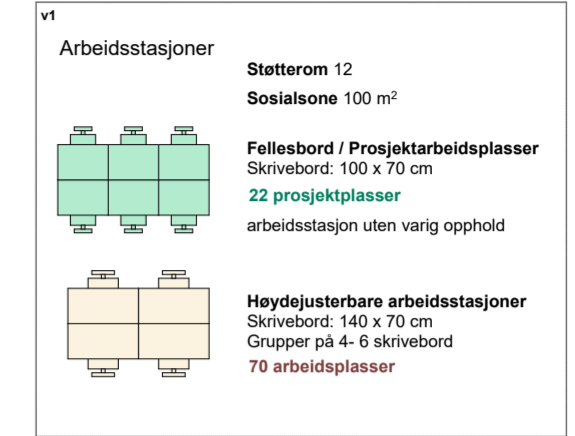 v1
Arbeidsstasjoner
Støtterom 12
Sosialsone 100 m²
Fellesbord / Prosjektarbeidsplasser
Skrivebord: 100 x 70 cm
22 prosjektplasser
arbeidsstasjon uten varig opphold
Høydejusterbare arbeidsstasjoner
Skrivebord: 140 x 70 cm
Grupper på 4- 6 skrivebord
70 arbeidsplasser